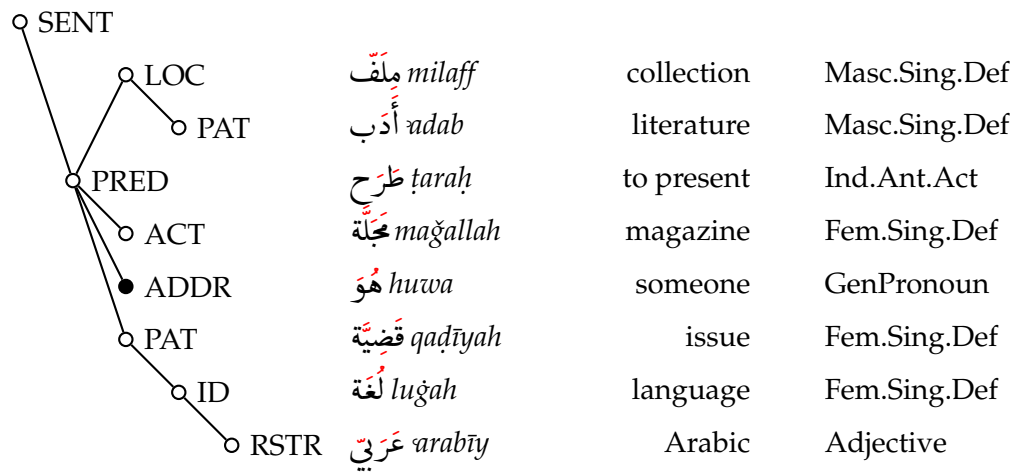 SENT
LOC مِلَفّ milaff collection Masc.Sing.Def
PAT أَدَب ʾadab literature Masc.Sing.Def
PRED طَرَح ṭaraḥ to present Ind.Ant.Act
ACT مَجَلَّة maǧallah magazine Fem.Sing.Def
ADDR هُوَ huwa someone GenPronoun
PAT قَضِيَّة qaḍīyah issue Fem.Sing.Def
ID لُغَة luġah language Fem.Sing.Def
RSTR عَرَبِيّ ʿarabīy Arabic Adjective